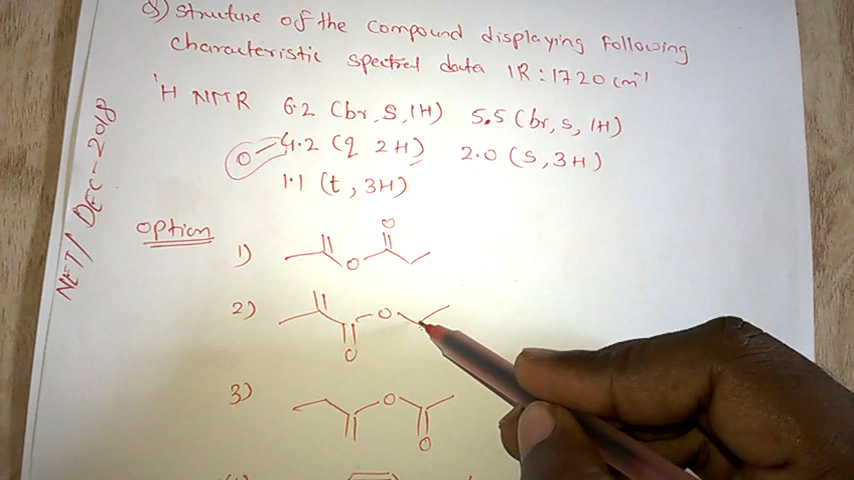 Q) Structure of the compound displaying following
characteristic spectral data IR : 1720 cm⁻¹
¹H NMR 6.2 (br, s, 1H) 5.5 (br, s, 1H)
O 4.2 (q 2H) 2.0 (s, 3H)
1.1 (t, 3H)
NET/DEC-2018
option
1)
O
O
2)
O
O
3)
O
O